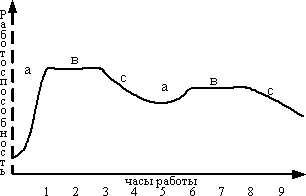 Работоспособность
а
в
с
а
в
с
часы работы
1 2 3 4 5 6 7 8 9